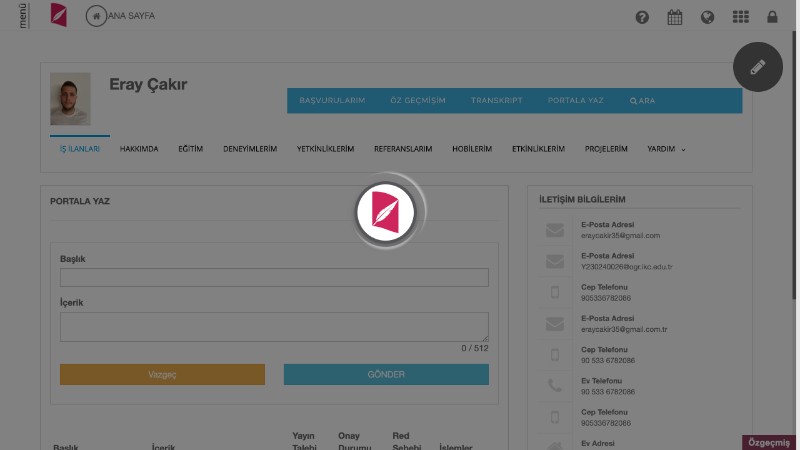 menü
ANA SAYFA
Eray Çakır
BAŞVURULARIM ÖZ GEÇMİŞİM TRANSKRIPT PORTALA YAZ ARA
İŞ İLANLARI HAKKIMDA EĞİTİM DENEYİMLERİM YETKİNLİKLERİM REFERANSLARIM HOBİLERİM ETKİNLİKLERİM PROJELERİM YARDIM
PORTALA YAZ
Başlık
İçerik
0 / 512
Vazgeç GÖNDER
Başlık İçerik Yayın Talebi Onay Durumu Red Sebebi İşlemler
İLETİŞİM BİLGİLERİM
E-Posta Adresi
eraycakir35@gmail.com
E-Posta Adresi
Y230240026@ogr.ikc.edu.tr
Cep Telefonu
905336782086
E-Posta Adresi
eraycakir35@gmail.com.tr
Cep Telefonu
90 533 6782086
Ev Telefonu
90 533 6782086
Cep Telefonu
905336782086
Ev Adresi
Özgeçmiş